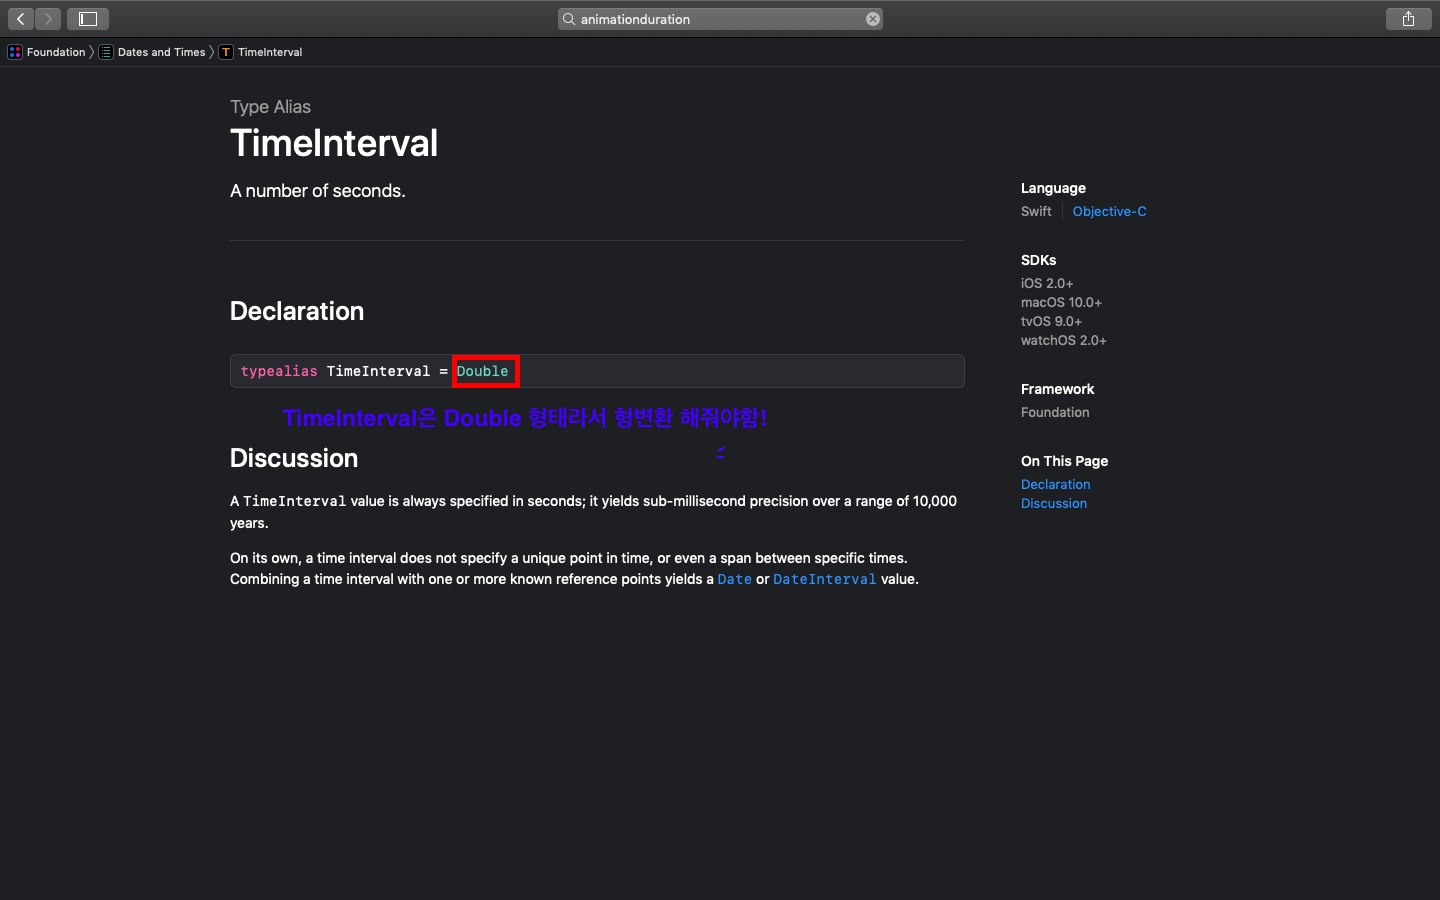 animationduration
Foundation
Dates and Times
T TimeInterval
Type Alias
TimeInterval
A number of seconds.
Declaration
typealias TimeInterval = Double
TimeInterval은 Double 형태라서 형변환 해줘야함!
Discussion
A TimeInterval value is always specified in seconds; it yields sub-millisecond precision over a range of 10,000
years.
On its own, a time interval does not specify a unique point in time, or even a span between specific times.
Combining a time interval with one or more known reference points yields a Date or DateInterval value.
Language
Swift Objective-C
SDKs
iOS 2.0+
macOS 10.0+
tvOS 9.0+
watchOS 2.0+
Framework
Foundation
On This Page
Declaration
Discussion